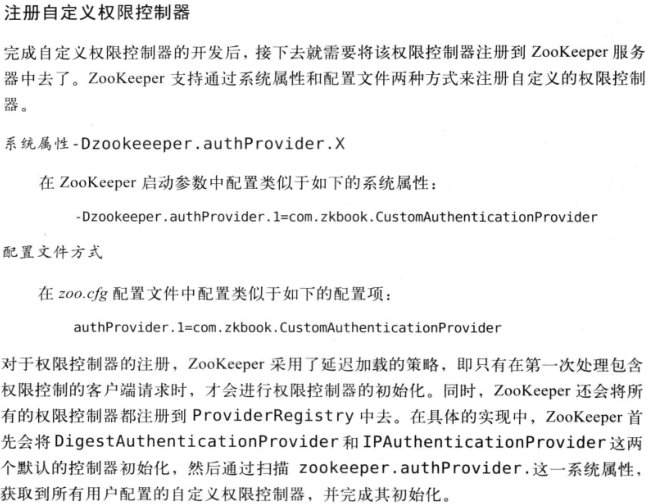 注册自定义权限控制器
完成自定义权限控制器的开发后，接下去就需要将该权限控制器注册到 ZooKeeper 服务
器中去了。ZooKeeper 支持通过系统属性和配置文件两种方式来注册自定义的权限控制
器。
系统属性-Dzookeeeper.authProvider.X
在 ZooKeeper 启动参数中配置类似于如下的系统属性：
-Dzookeeper.authProvider.1=com.zkbook.CustomAuthenticationProvider
配置文件方式
在 zoo.cfg 配置文件中配置类似于如下的配置项：
authProvider.1=com.zkbook.CustomAuthenticationProvider
对于权限控制器的注册，ZooKeeper 采用了延迟加载的策略，即只有在第一次处理包含
权限控制的客户端请求时，才会进行权限控制器的初始化。同时，ZooKeeper 还会将所
有的权限控制器都注册到 ProviderRegistry 中去。在具体的实现中，ZooKeeper 首
先会将 DigestAuthenticationProvider 和 IPAuthenticationProvider 这两
个默认的控制器初始化，然后通过扫描 zookeeper.authProvider.这一系统属性，
获取到所有用户配置的自定义权限控制器，并完成其初始化。